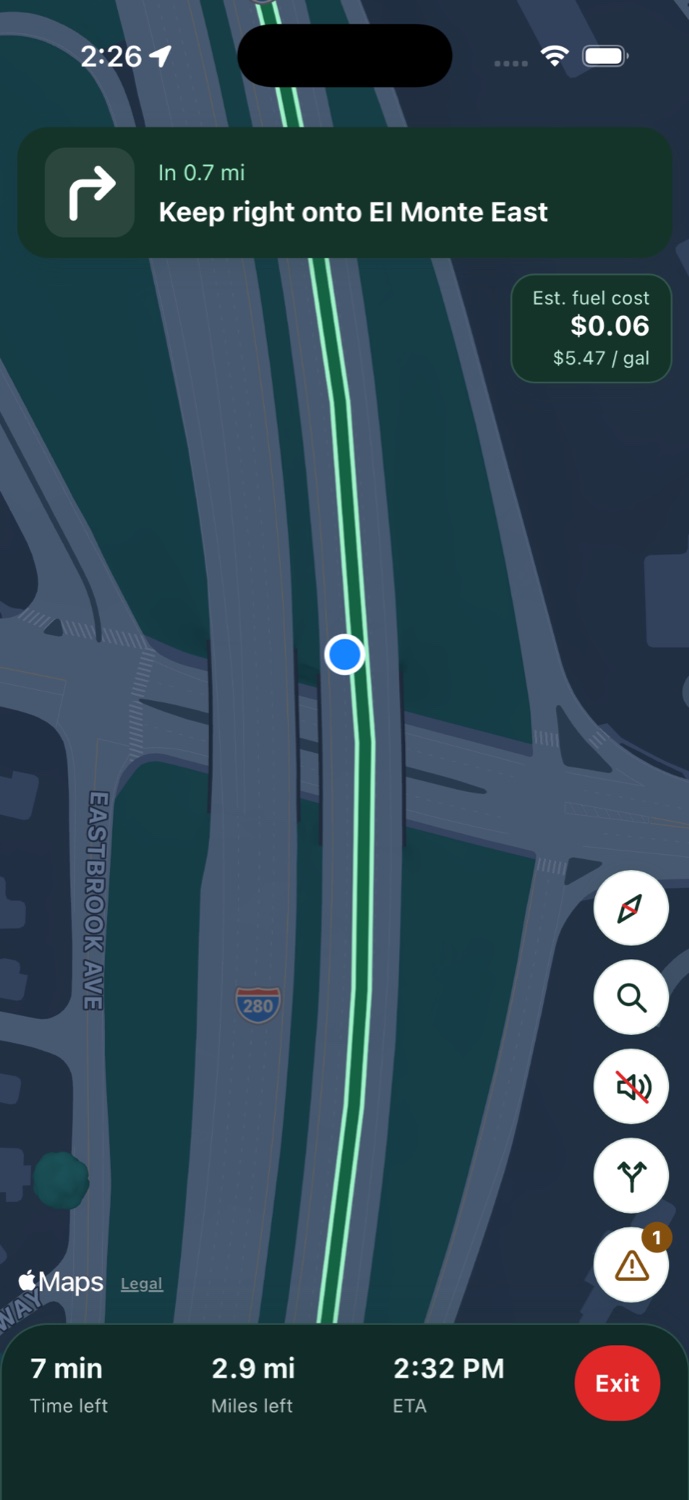 2:26
In 0.7 mi
Keep right onto El Monte East
Est. fuel cost
$0.06
$5.47 / gal
EASTBROOK AVE
280
1
Maps Legal
WAY
7 min
Time left
2.9 mi
Miles left
2:32 PM
ETA
Exit